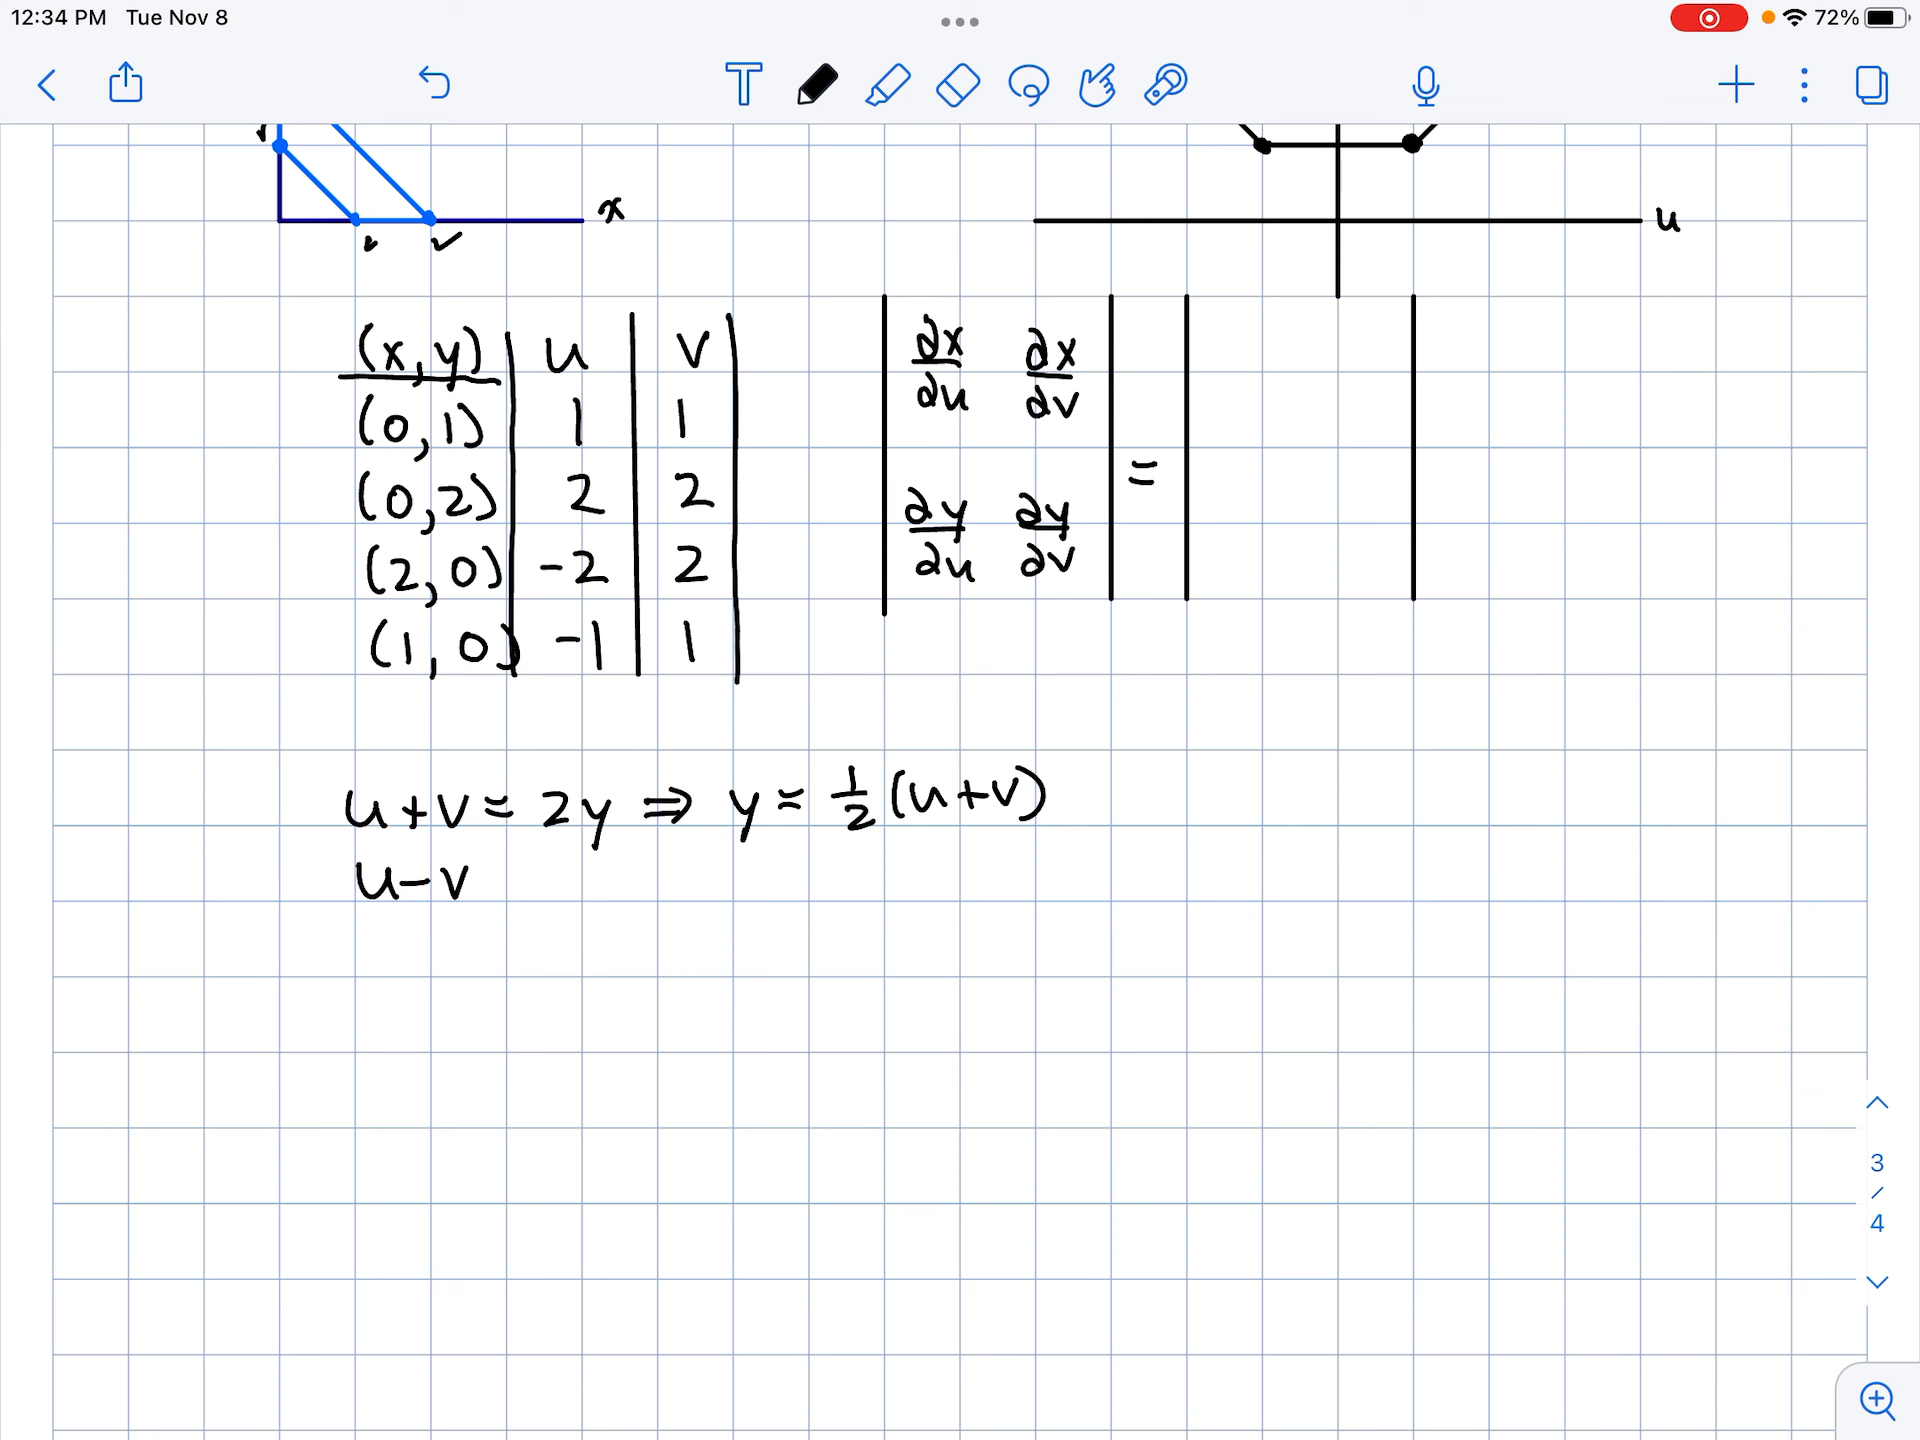 12:34 PM Tue Nov 8
72%
T
x
u
(x,y) u v
(0,1) 1 1
(0,2) 2 2
(2,0) -2 2
(1,0) -1 1
∂x/∂u ∂x/∂v
=
∂y/∂u ∂y/∂v
u+v = 2y ⇒ y = 1/2 (u+v)
u-v
3
/
4